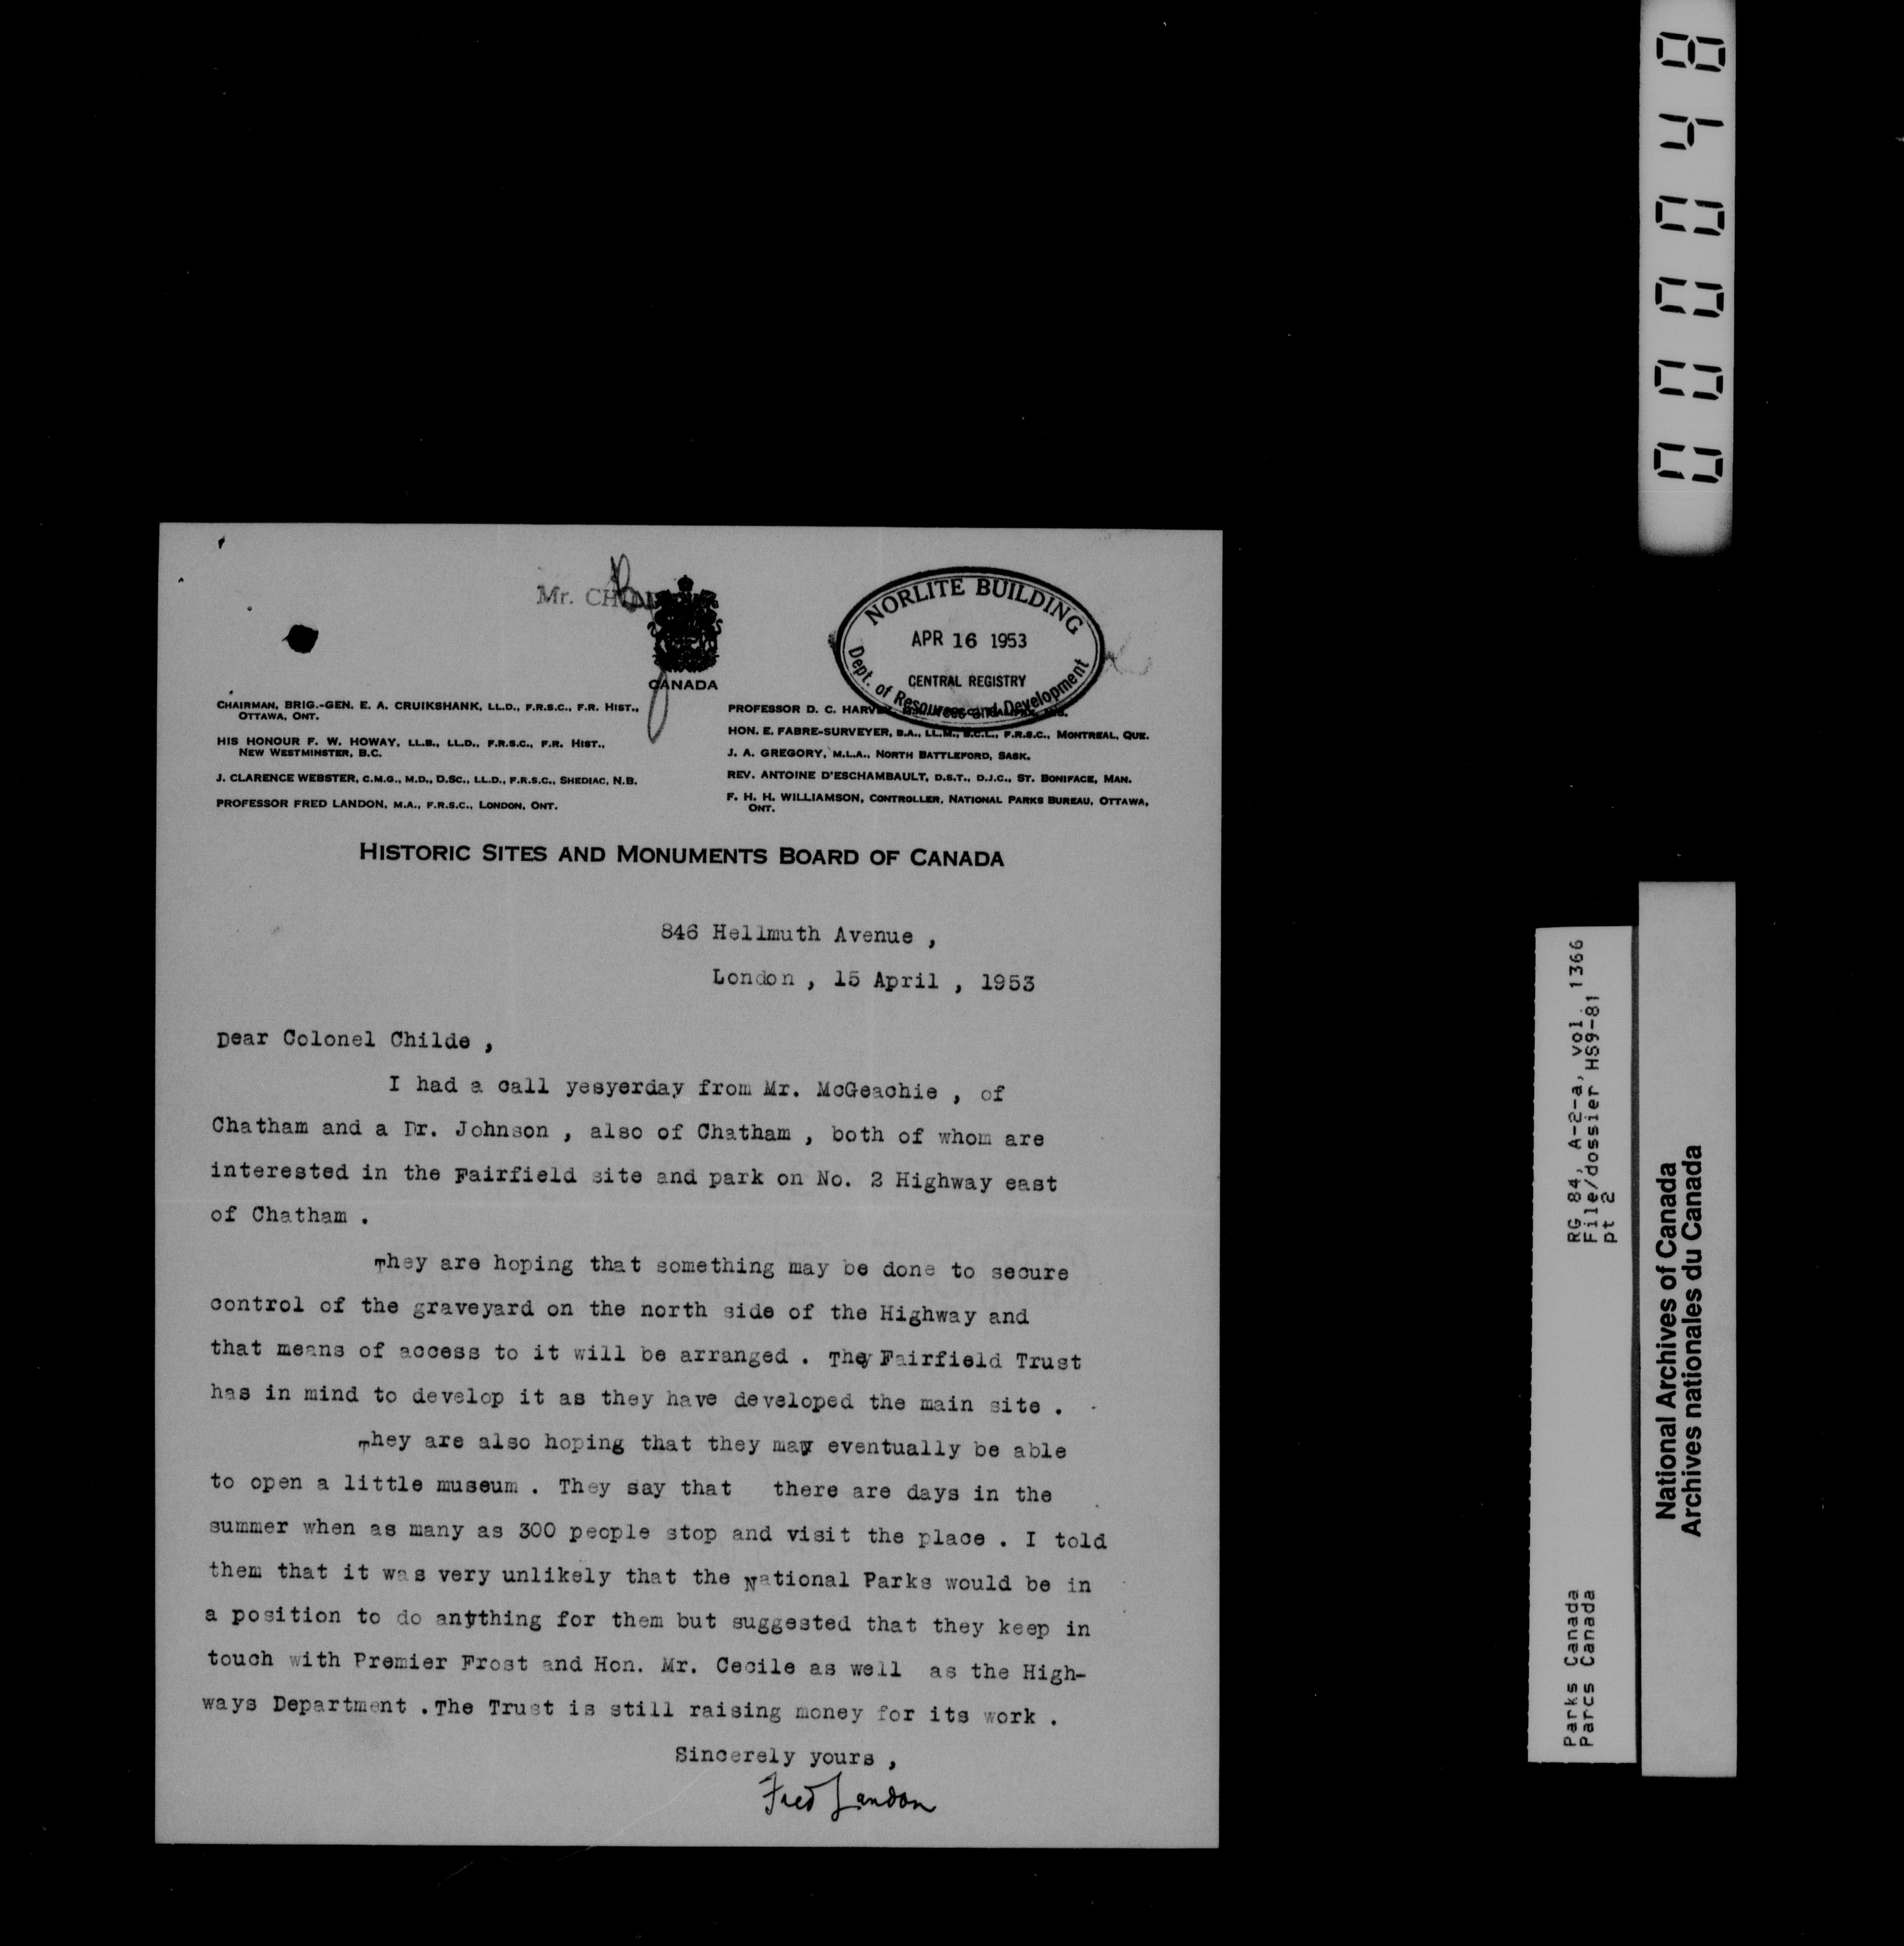 000048
Mr.
CANADA
NORLITE BUILDING
APR 16 1953
CENTRAL REGISTRY
Dept. of Resources and Development
CHAIRMAN, BRIG.-GEN. E. A. CRUIKSHANK, LL.D., F.R.S.C., F.R. HIST.,
OTTAWA, ONT.
HIS HONOUR F. W. HOWAY, LL.B., LL.D., F.R.S.C., F.R. HIST.,
NEW WESTMINSTER, B.C.
J. CLARENCE WEBSTER, C.M.G., M.D., D.SC., LL.D., F.R.S.C., SHEDIAC, N.B.
PROFESSOR FRED LANDON, M.A., F.R.S.C., LONDON, ONT.
PROFESSOR D. C.
HON. E. FABRE-SURVEYER, B.A., LL.M., D.C.L., F.R.S.C., MONTREAL, QUE.
J. A. GREGORY, M.L.A., NORTH BATTLEFORD, SASK.
REV. ANTOINE D'ESCHAMBAULT, D.S.T., D.J.C., ST. BONIFACE, MAN.
F. H. H. WILLIAMSON, CONTROLLER, NATIONAL PARKS BUREAU, OTTAWA,
ONT.
HISTORIC SITES AND MONUMENTS BOARD OF CANADA
846 Hellmuth Avenue ,
London , 15 April , 1953
Dear Colonel Childe ,
I had a call yesyerday from Mr. McGeachie , of
Chatham and a Dr. Johnson , also of Chatham , both of whom are
interested in the Fairfield site and park on No. 2 Highway east
of Chatham .
They are hoping that something may be done to secure
control of the graveyard on the north side of the Highway and
that means of access to it will be arranged . They Fairfield Trust
has in mind to develop it as they have developed the main site .
They are also hoping that they may eventually be able
to open a little museum . They say that there are days in the
summer when as many as 300 people stop and visit the place . I told
them that it was very unlikely that the National Parks would be in
a position to do anything for them but suggested that they keep in
touch with Premier Frost and Hon. Mr. Cecile as well as the High-
ways Department .The Trust is still raising money for its work .
Sincerely yours ,
Fred Landon
RG 84, A-2-a, vol. 1366
File/dossier HS9-81
pt 2
Parks Canada
Parcs Canada
National Archives of Canada
Archives nationales du Canada